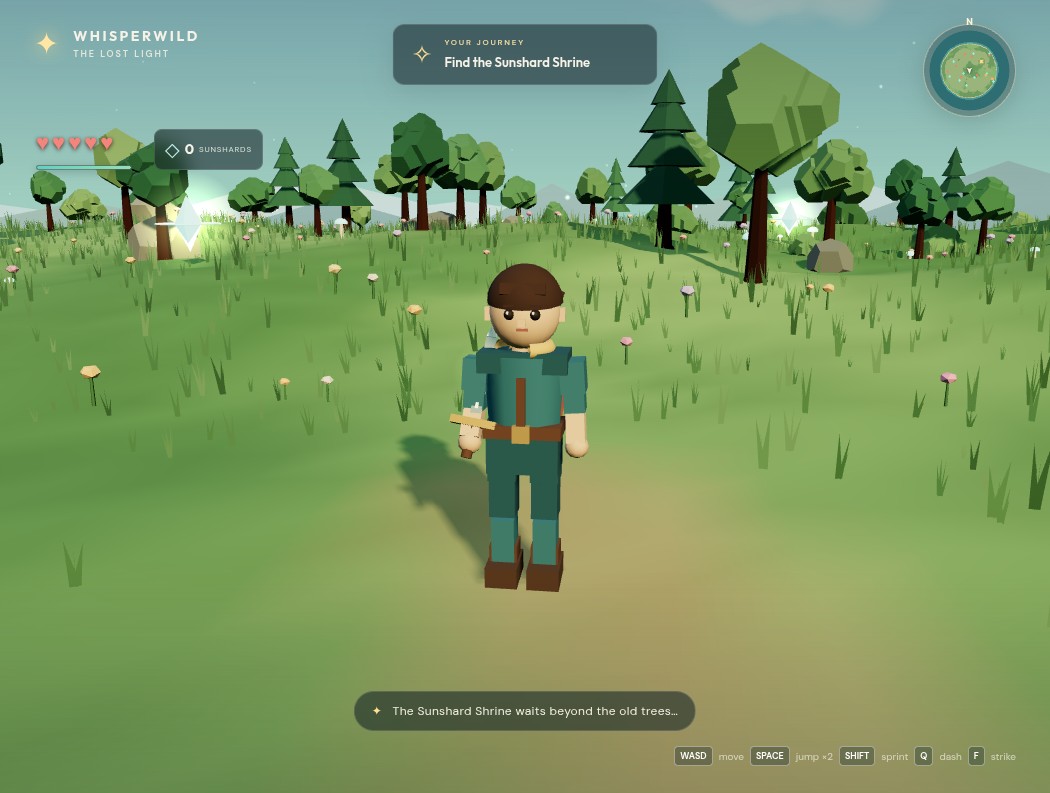 WHISPERWILD
THE LOST LIGHT
YOUR JOURNEY
Find the Sunshard Shrine
N
0 SUNSHARDS
The Sunshard Shrine waits beyond the old trees…
WASD move SPACE jump ×2 SHIFT sprint Q dash F strike